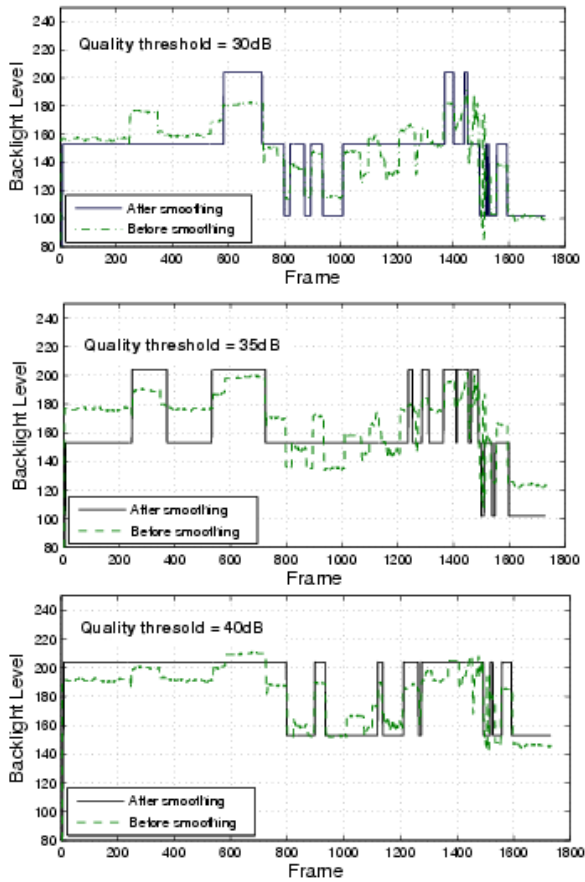 240
220
200
180
160
140
120
100
80
Backlight Level
Quality threshold = 30dB
After smoothing
Before smoothing
0 200 400 600 800 1000 1200 1400 1600 1800
Frame
240
220
200
180
160
140
120
100
80
Backlight Level
Quality threshold = 35dB
After smoothing
Before smoothing
0 200 400 600 800 1000 1200 1400 1600 1800
Frame
240
220
200
180
160
140
120
100
80
Backlight Level
Quality thresold = 40dB
After smoothing
Before smoothing
0 200 400 600 800 1000 1200 1400 1600 1800
Frame